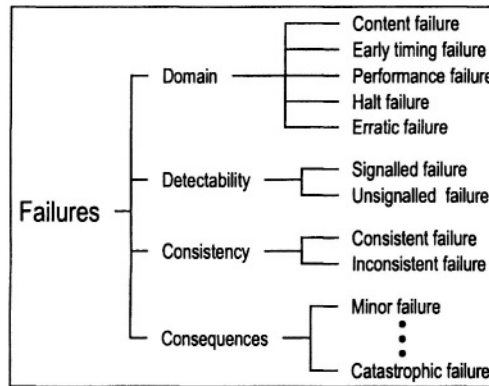 Failures
Domain
Content failure
Early timing failure
Performance failure
Halt failure
Erratic failure
Detectability
Signalled failure
Unsignalled failure
Consistency
Consistent failure
Inconsistent failure
Consequences
Minor failure
Catastrophic failure